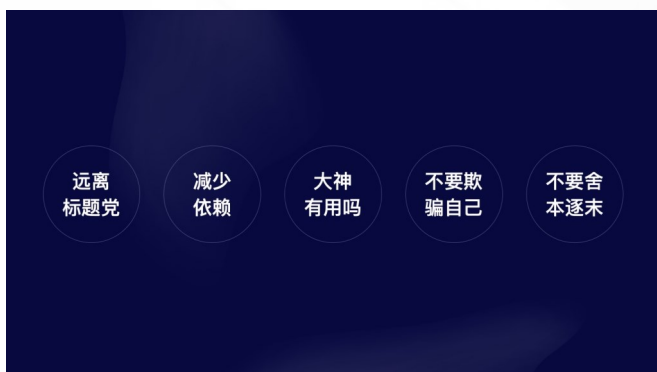 远离
标题党
减少
依赖
大神
有用吗
不要欺
骗自己
不要舍
本逐末